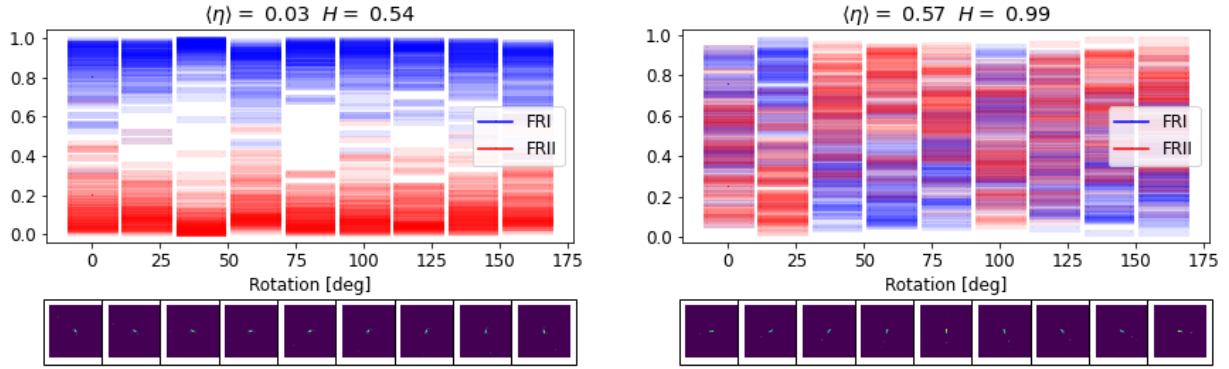 ⟨η⟩ = 0.03 H = 0.54
1.0
0.8
0.6
0.4
0.2
0.0
FRI
FRII
0 25 50 75 100 125 150 175
Rotation [deg]
⟨η⟩ = 0.57 H = 0.99
1.0
0.8
0.6
0.4
0.2
0.0
FRI
FRII
0 25 50 75 100 125 150 175
Rotation [deg]